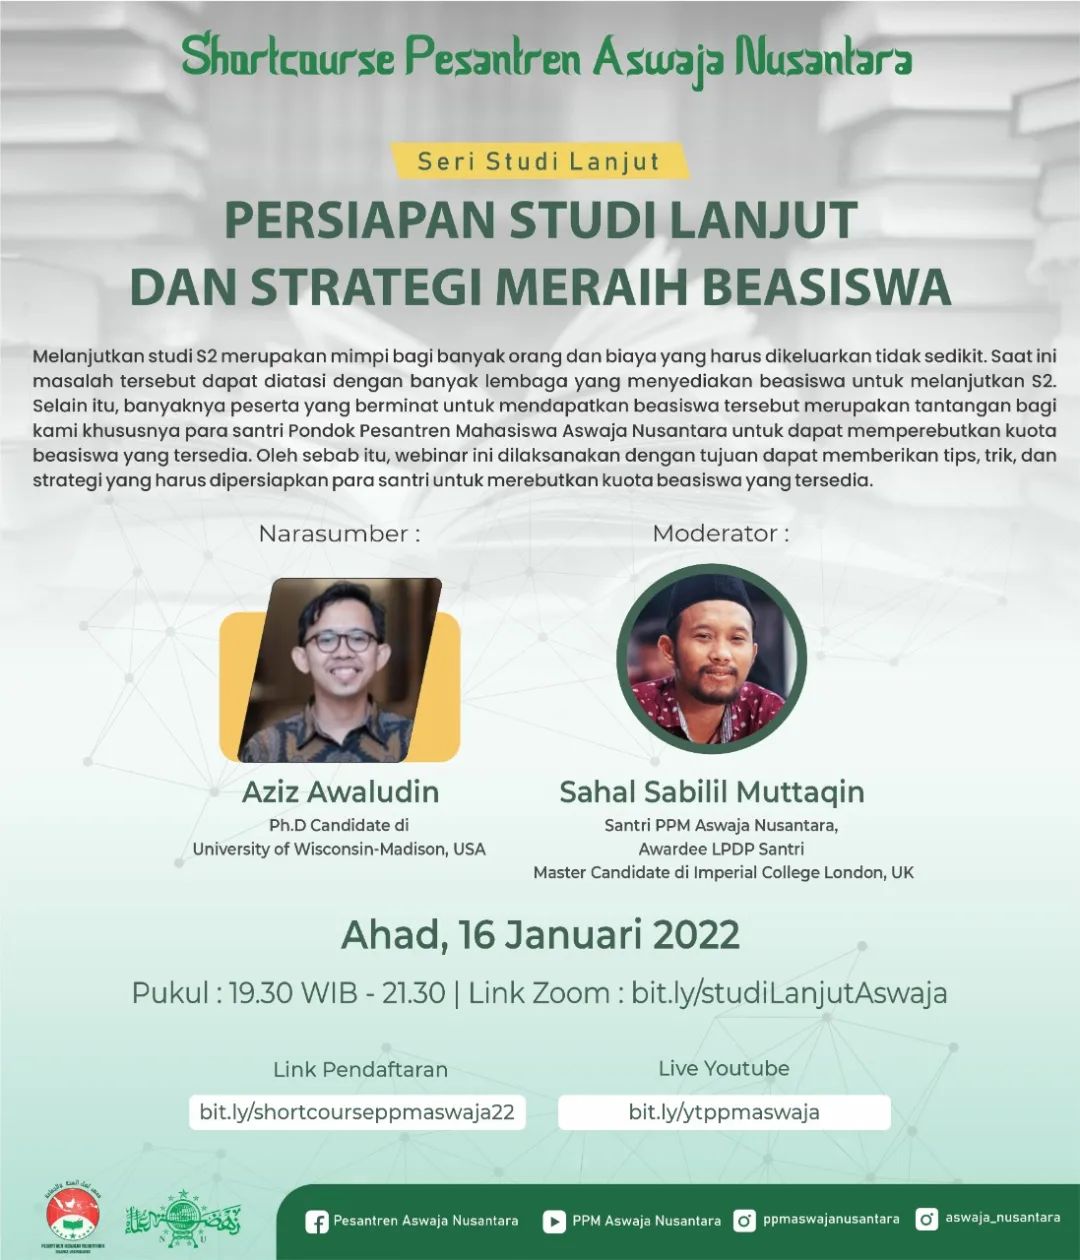 Shortcourse Pesantren Aswaja Nusantara
Seri Studi Lanjut
PERSIAPAN STUDI LANJUT
DAN STRATEGI MERAIH BEASISWA
Melanjutkan studi S2 merupakan mimpi bagi banyak orang dan biaya yang harus dikeluarkan tidak sedikit. Saat ini
masalah tersebut dapat diatasi dengan banyak lembaga yang menyediakan beasiswa untuk melanjutkan S2.
Selain itu, banyaknya peserta yang berminat untuk mendapatkan beasiswa tersebut merupakan tantangan bagi
kami khususnya para santri Pondok Pesantren Mahasiswa Aswaja Nusantara untuk dapat memperebutkan kuota
beasiswa yang tersedia. Oleh sebab itu, webinar ini dilaksanakan dengan tujuan dapat memberikan tips, trik, dan
strategi yang harus dipersiapkan para santri untuk merebutkan kuota beasiswa yang tersedia.
Narasumber :
Aziz Awaludin
Ph.D Candidate di
University of Wisconsin-Madison, USA
Moderator :
Sahal Sabilil Muttaqin
Santri PPM Aswaja Nusantara,
Awardee LPDP Santri
Master Candidate di Imperial College London, UK
Ahad, 16 Januari 2022
Pukul : 19.30 WIB - 21.30 | Link Zoom : bit.ly/studiLanjutAswaja
Link Pendaftaran
bit.ly/shortcourseppmaswaja22
Live Youtube
bit.ly/ytppmaswaja
PESANTREN ASWAJA NUSANTARA
N U
Pesantren Aswaja Nusantara
PPM Aswaja Nusantara
ppmaswajanusantara
aswaja_nusantara